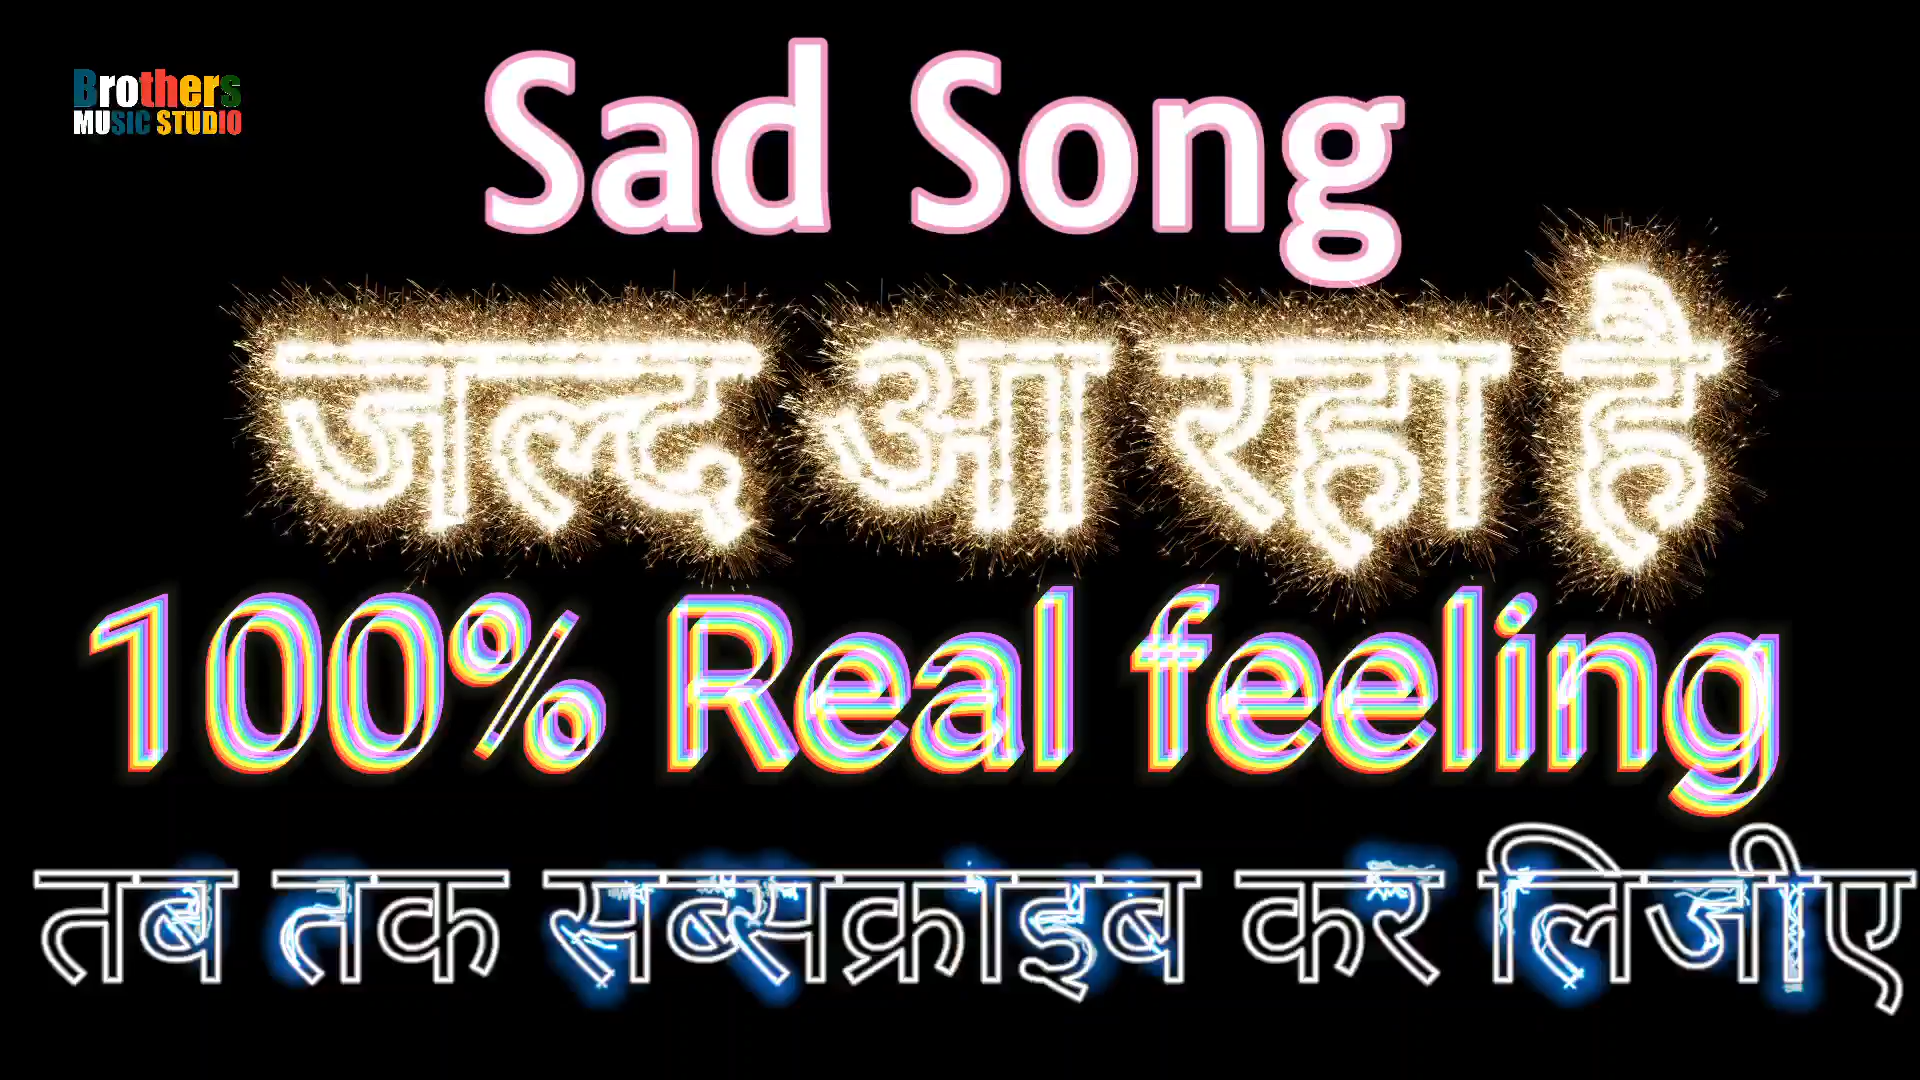 Brothers
MUSIC STUDIO
Sad Song
जल्द आ रहा है
100% Real feeling
तब तक सब्सक्राइब कर लिजीए